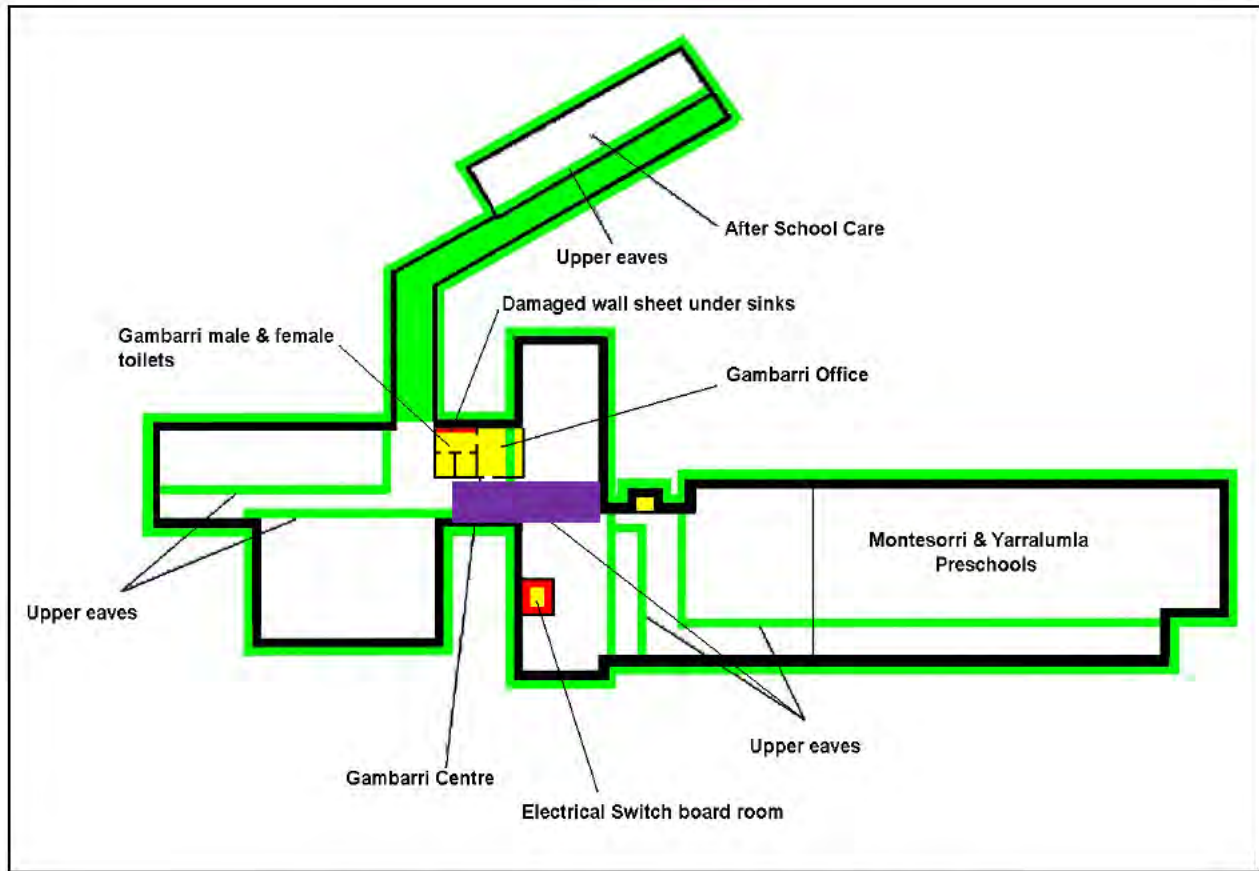 After School Care
Upper eaves
Damaged wall sheet under sinks
Gambarri male & female
toilets
Gambarri Office
Montesorri & Yarralumla
Preschools
Upper eaves
Upper eaves
Gambarri Centre
Electrical Switch board room